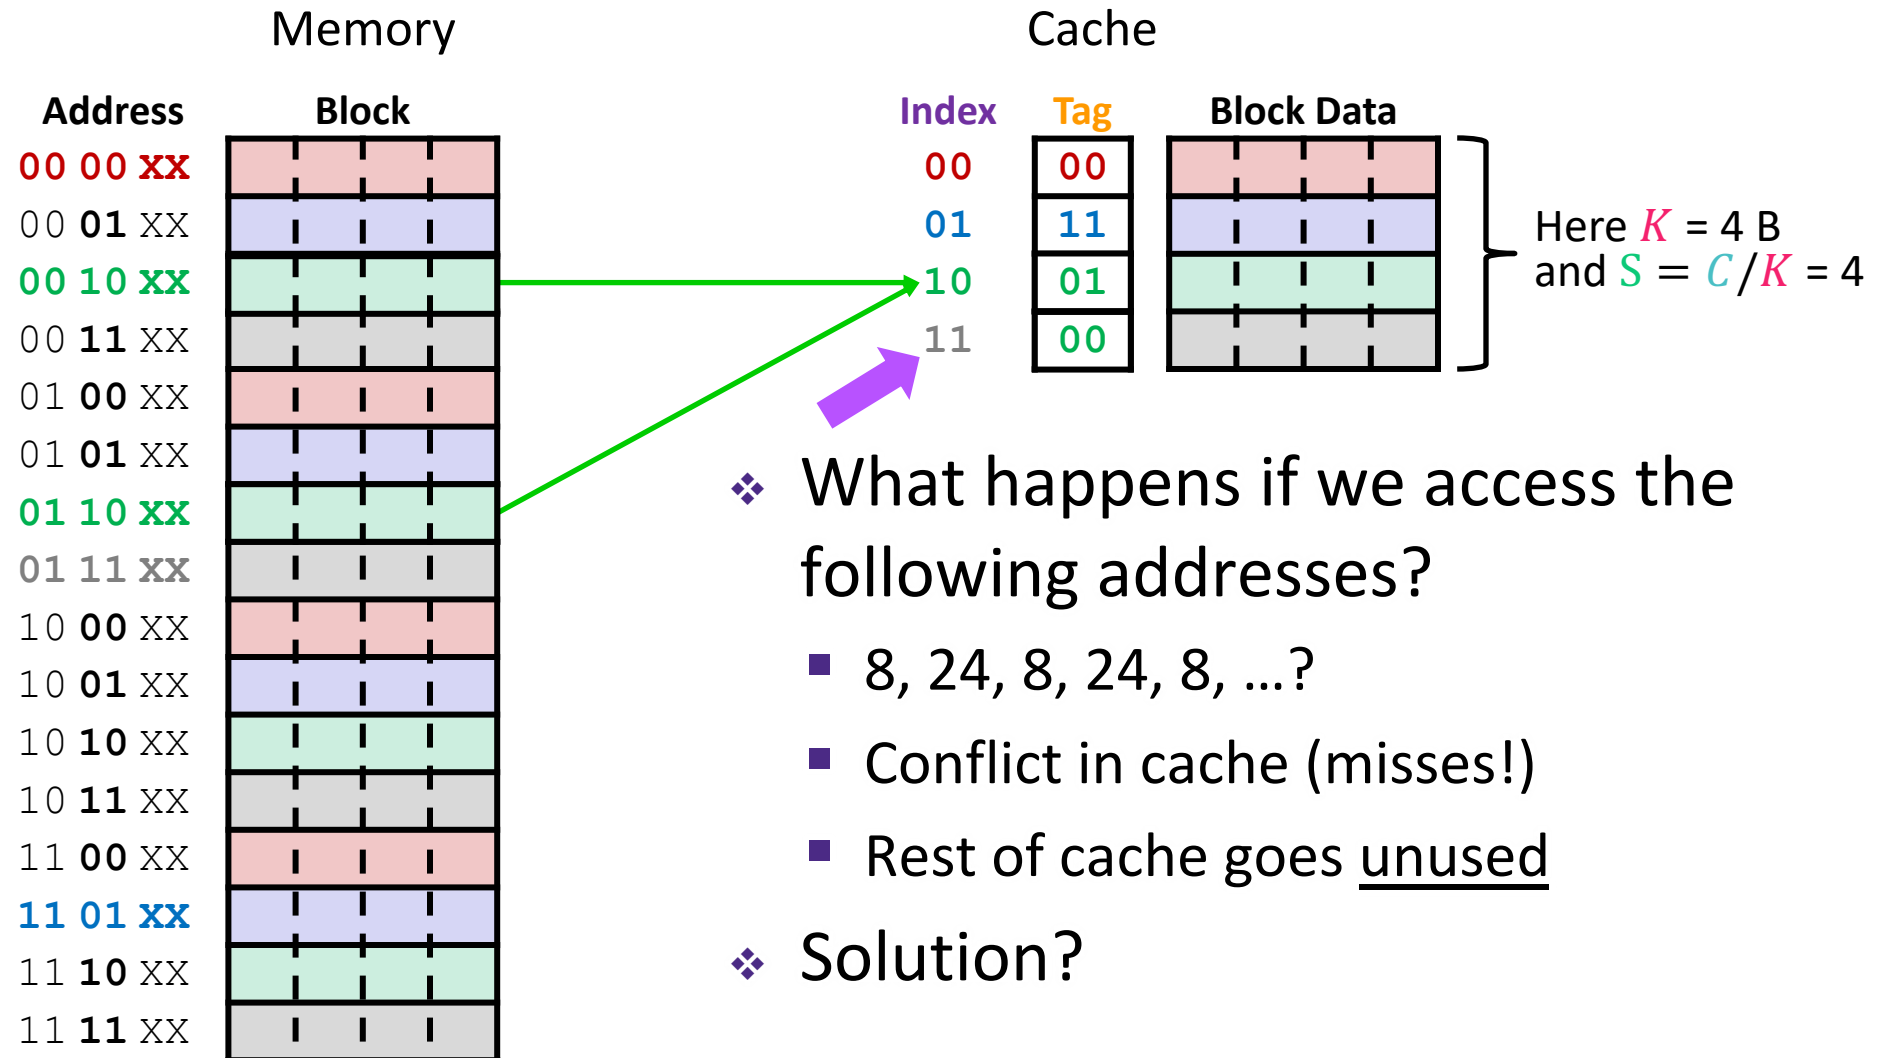 Memory
Address Block
00 00 XX
00 01 XX
00 10 XX
00 11 XX
01 00 XX
01 01 XX
01 10 XX
01 11 XX
10 00 XX
10 01 XX
10 10 XX
10 11 XX
11 00 XX
11 01 XX
11 10 XX
11 11 XX
Cache
Index Tag Block Data
00 00
01 11
10 01
11 00
Here K = 4 B
and S = C/K = 4
❖ What happens if we access the
following addresses?
▪ 8, 24, 8, 24, 8, …?
▪ Conflict in cache (misses!)
▪ Rest of cache goes unused
❖ Solution?